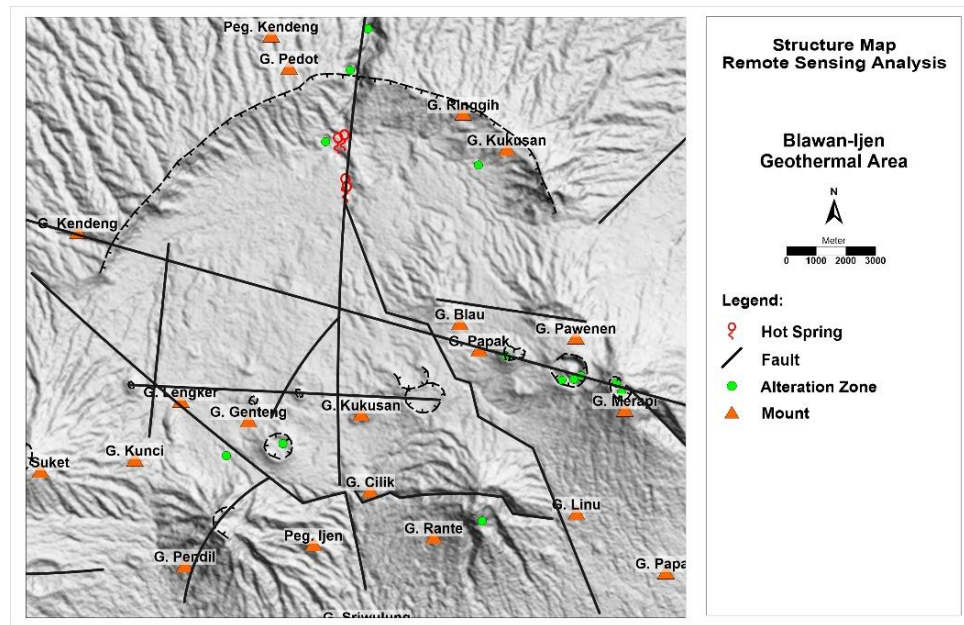 Peg. Kendeng
G. Pedot
G. Ringgih
G. Kukusan
G. Kendeng
G. Blau
G. Pawenen
G. Papak
G. Merapi
G. Lengker
G. Genteng
G. Kukusan
G. Kunci
Suket
G. Cilik
G. Linu
G. Rante
Peg. Ijen
G. Pendil
G. Papa
G. Sriwulung
Structure Map
Remote Sensing Analysis
Blawan-Ijen
Geothermal Area
N
Meter
0 1000 2000 3000
Legend:
Hot Spring
Fault
Alteration Zone
Mount